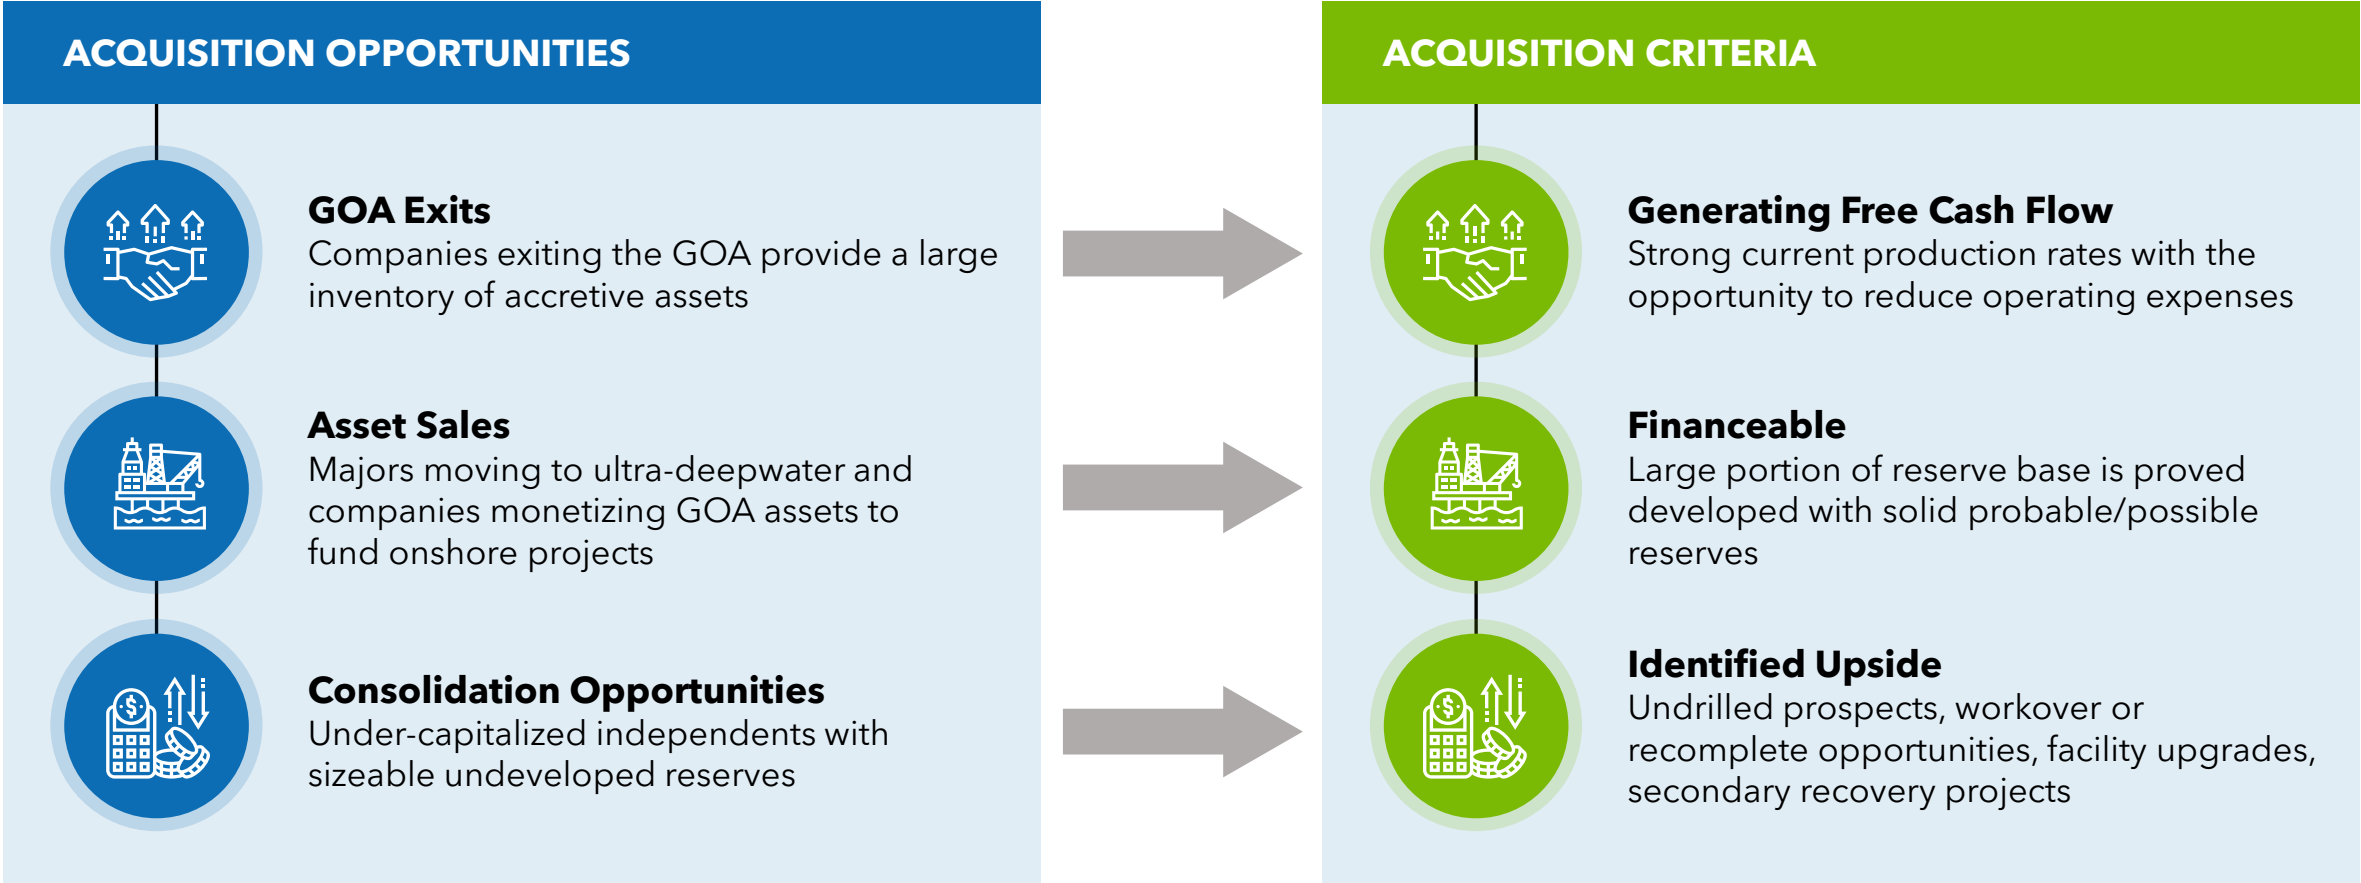 ACQUISITION OPPORTUNITIES
GOA Exits
Companies exiting the GOA provide a large
inventory of accretive assets
Asset Sales
Majors moving to ultra-deepwater and
companies monetizing GOA assets to
fund onshore projects
Consolidation Opportunities
Under-capitalized independents with
sizeable undeveloped reserves
ACQUISITION CRITERIA
Generating Free Cash Flow
Strong current production rates with the
opportunity to reduce operating expenses
Financeable
Large portion of reserve base is proved
developed with solid probable/possible
reserves
Identified Upside
Undrilled prospects, workover or
recomplete opportunities, facility upgrades,
secondary recovery projects